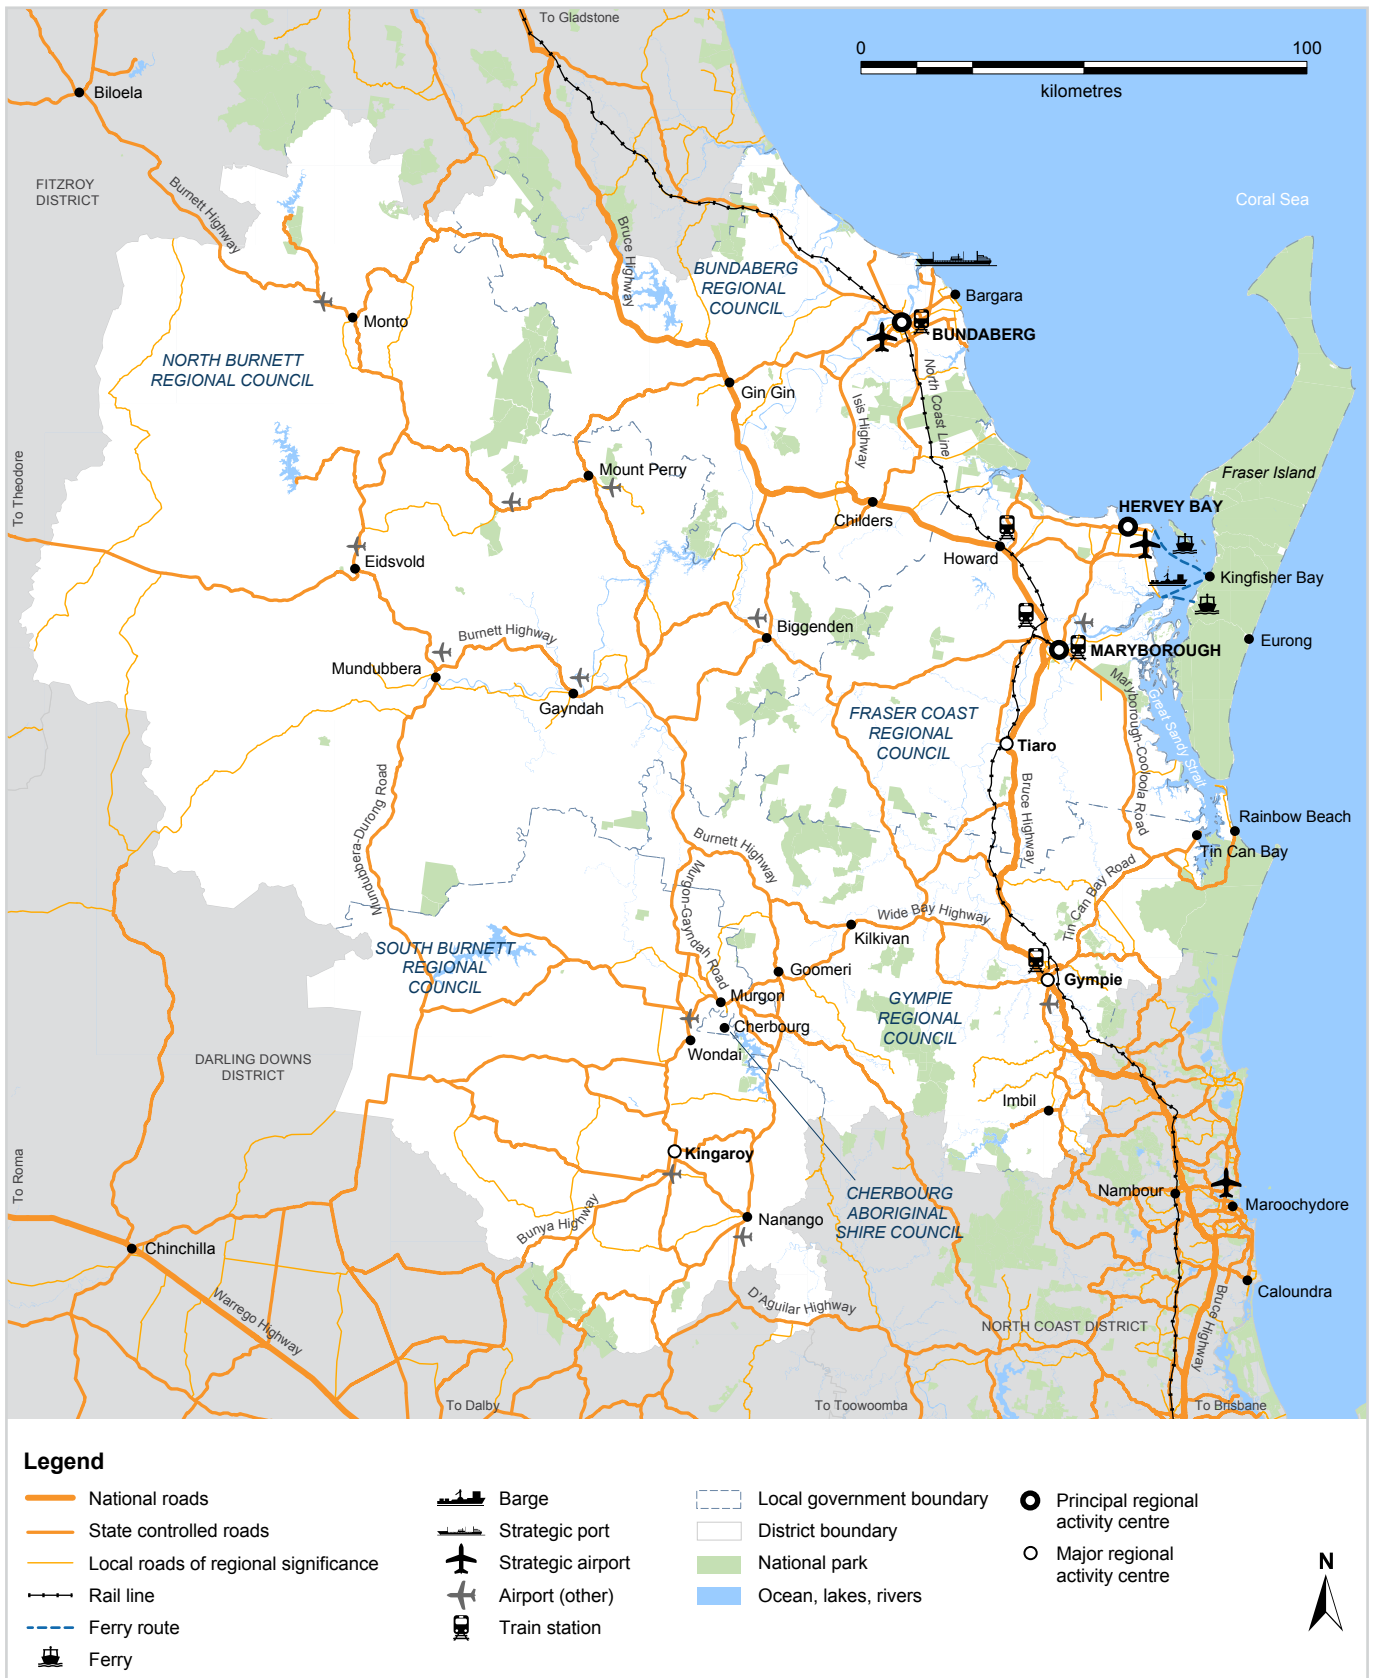 To Gladstone
0
100
kilometres
Biloela
FITZROY
DISTRICT
Burnett Highway
Coral Sea
Bruce Highway
BUNDABERG
REGIONAL
COUNCIL
Bargara
Monto
BUNDABERG
NORTH BURNETT
REGIONAL COUNCIL
North Coast Line
Gin Gin
Isis Highway
To Theodore
Mount Perry
Fraser Island
HERVEY BAY
Childers
Howard
Eidsvold
Kingfisher Bay
Burnett Highway
Biggenden
Eurong
MARYBOROUGH
Mundubbera
Gayndah
Maryborough-Cooloola Road
Great Sandy Strait
FRASER COAST
REGIONAL
COUNCIL
Tiaro
Mundubbera-Durong Road
Bruce Highway
Rainbow Beach
Tin Can Bay
Burnett Highway
Murgon-Gayndah Road
Tin Can Bay Road
Wide Bay Highway
Kilkivan
SOUTH BURNETT
REGIONAL
COUNCIL
Goomeri
Gympie
Murgon
GYMPIE
REGIONAL
COUNCIL
Cherbourg
Wondai
DARLING DOWNS
DISTRICT
Imbil
To Roma
Kingaroy
CHERBOURG
ABORIGINAL
SHIRE COUNCIL
Nambour
Maroochydore
Nanango
Bunya Highway
Chinchilla
Caloundra
Warrego Highway
D'Aguilar Highway
NORTH COAST DISTRICT
Bruce Highway
To Dalby
To Toowoomba
To Brisbane
Legend
National roads
State controlled roads
Local roads of regional significance
Rail line
Ferry route
Ferry
Barge
Strategic port
Strategic airport
Airport (other)
Train station
Local government boundary
District boundary
National park
Ocean, lakes, rivers
Principal regional
activity centre
Major regional
activity centre
N